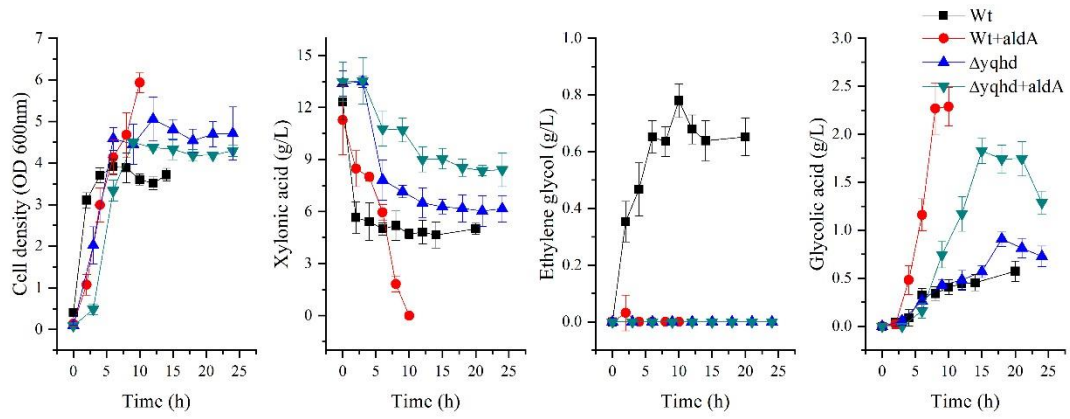 Cell density (OD 600nm)
7
6
5
4
3
2
1
0
0 5 10 15 20 25
Time (h)
Xylonic acid (g/L)
15
12
9
6
3
0
0 5 10 15 20 25
Time (h)
Ethylene glycol (g/L)
1.0
0.8
0.6
0.4
0.2
0.0
0 5 10 15 20 25
Time (h)
Glycolic acid (g/L)
3.0
2.5
2.0
1.5
1.0
0.5
0.0
0 5 10 15 20 25
Time (h)
Wt
Wt+aldA
Δyqhd
Δyqhd+aldA